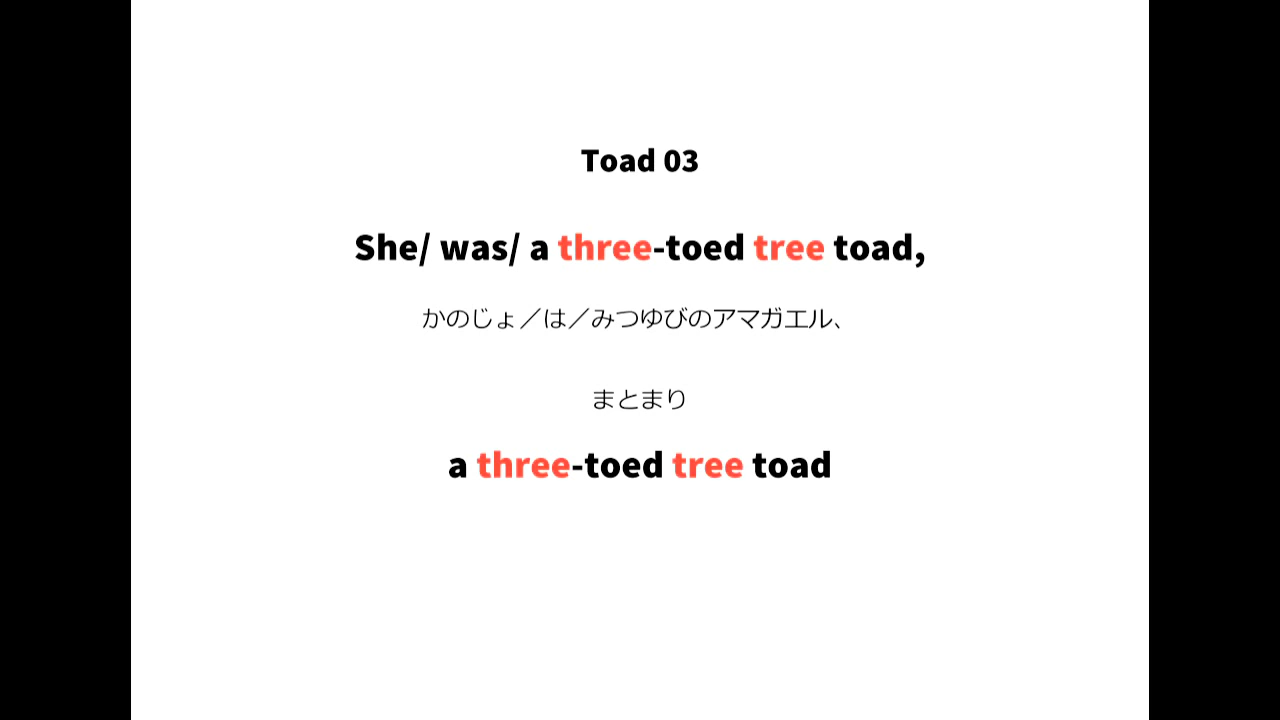 Toad 03
She/ was/ a three-toed tree toad,
かのじょ／は／みつゆびのアマガエル、
まとまり
a three-toed tree toad